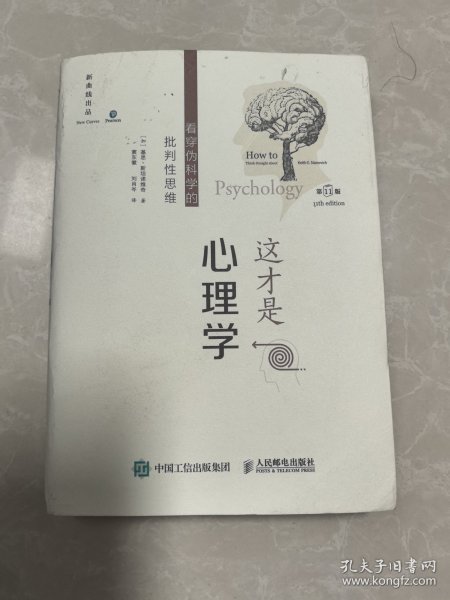 新曲线出品
New Curves
Pearson
看穿伪科学的
批判性思维
[加] 基思·斯坦诺维奇 著
窦东徽 刘肖岑 译
How to
Think Straight About
Keith E. Stanovich
Psychology
第11版
11th edition
这才是
心理学
中国工信出版集团
人民邮电出版社
POSTS & TELECOM PRESS
孔夫子旧书网
www.kongfz.com